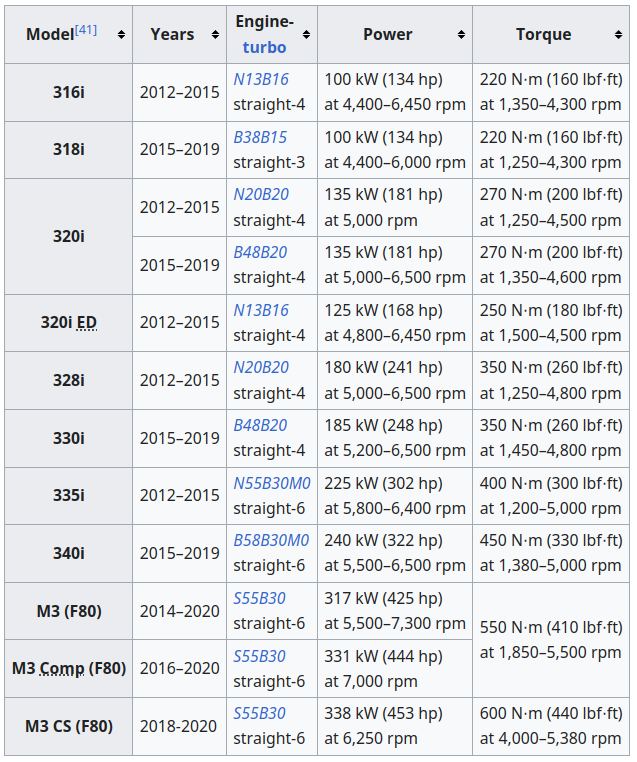 Model[41] Years Engine-turbo Power Torque
316i 2012–2015 N13B16 straight-4 100 kW (134 hp) at 4,400–6,450 rpm 220 N·m (160 lbf·ft) at 1,350–4,300 rpm
318i 2015–2019 B38B15 straight-3 100 kW (134 hp) at 4,400–6,000 rpm 220 N·m (160 lbf·ft) at 1,250–4,300 rpm
320i 2012–2015 N20B20 straight-4 135 kW (181 hp) at 5,000 rpm 270 N·m (200 lbf·ft) at 1,250–4,500 rpm
2015–2019 B48B20 straight-4 135 kW (181 hp) at 5,000–6,500 rpm 270 N·m (200 lbf·ft) at 1,350–4,600 rpm
320i ED 2012–2015 N13B16 straight-4 125 kW (168 hp) at 4,800–6,450 rpm 250 N·m (180 lbf·ft) at 1,500–4,500 rpm
328i 2012–2015 N20B20 straight-4 180 kW (241 hp) at 5,000–6,500 rpm 350 N·m (260 lbf·ft) at 1,250–4,800 rpm
330i 2015–2019 B48B20 straight-4 185 kW (248 hp) at 5,200–6,500 rpm 350 N·m (260 lbf·ft) at 1,450–4,800 rpm
335i 2012–2015 N55B30M0 straight-6 225 kW (302 hp) at 5,800–6,400 rpm 400 N·m (300 lbf·ft) at 1,200–5,000 rpm
340i 2015–2019 B58B30M0 straight-6 240 kW (322 hp) at 5,500–6,500 rpm 450 N·m (330 lbf·ft) at 1,380–5,000 rpm
M3 (F80) 2014–2020 S55B30 straight-6 317 kW (425 hp) at 5,500–7,300 rpm 550 N·m (410 lbf·ft) at 1,850–5,500 rpm
M3 Comp (F80) 2016–2020 S55B30 straight-6 331 kW (444 hp) at 7,000 rpm
M3 CS (F80) 2018-2020 S55B30 straight-6 338 kW (453 hp) at 6,250 rpm 600 N·m (440 lbf·ft) at 4,000–5,380 rpm